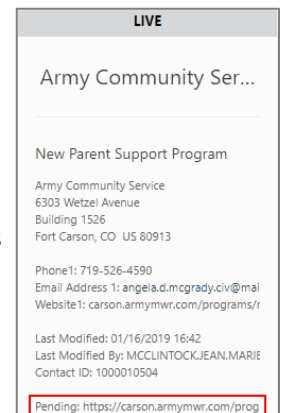 LIVE
Army Community Ser...
New Parent Support Program
Army Community Service
6303 Wetzel Avenue
Building 1526
Fort Carson, CO US 80913
Phone1: 719-526-4590
Email Address 1: angela.d.mcgrady.civ@mai
Website1: carson.armymwr.com/programs/r
Last Modified: 01/16/2019 16:42
Last Modified By: MCCLINTOCK.JEAN.MARIE
Contact ID: 1000010504
Pending: https://carson.armymwr.com/prog